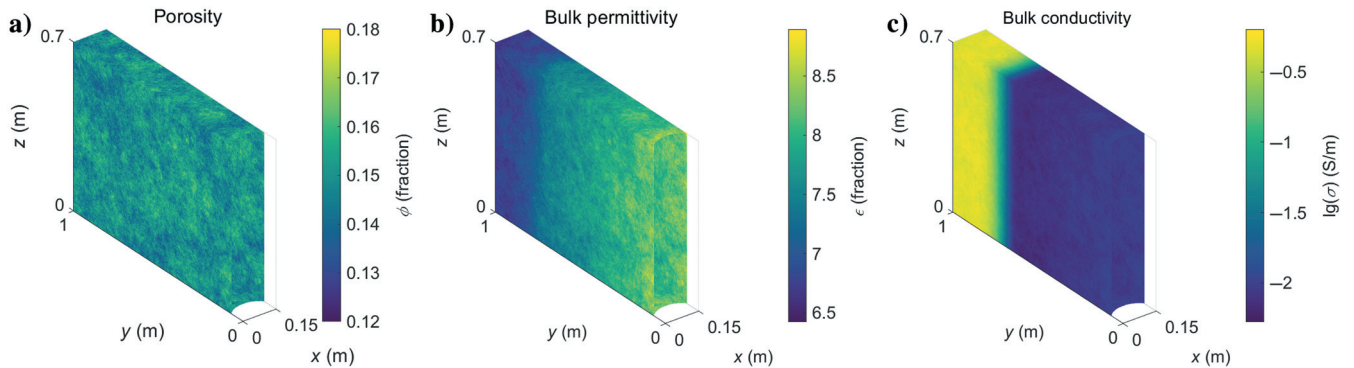 a)
Porosity
0.7
z (m)
0
1
y (m)
0
0
0.15
x (m)
0.18
0.17
0.16
0.15
0.14
0.13
0.12
ϕ (fraction)
b)
Bulk permittivity
0.7
z (m)
0
1
y (m)
0
0
0.15
x (m)
8.5
8
7.5
7
6.5
ϵ (fraction)
c)
Bulk conductivity
0.7
z (m)
0
1
y (m)
0
0
0.15
x (m)
–0.5
–1
–1.5
–2
lg(σ) (S/m)